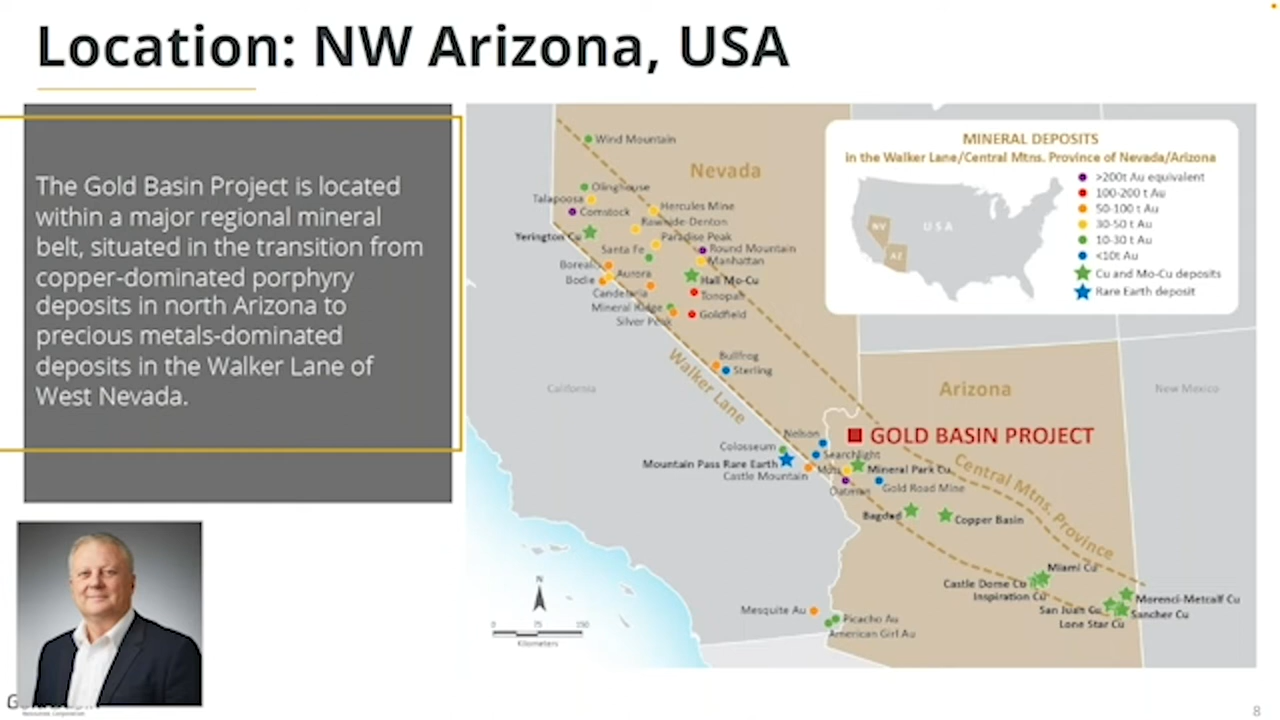 Location: NW Arizona, USA
The Gold Basin Project is located
within a major regional mineral
belt, situated in the transition from
copper-dominated porphyry
deposits in north Arizona to
precious metals-dominated
deposits in the Walker Lane of
West Nevada.
MINERAL DEPOSITS
in the Walker Lane/Central Mtns. Province of Nevada/Arizona
>200t Au equivalent
100-200 t Au
50-100 t Au
30-50 t Au
10-30 t Au
<10t Au
Cu and Mo-Cu deposits
Rare Earth deposit
USA
NV
AZ
Wind Mountain
Nevada
Olinghouse
Talapoosa
Comstock
Hercules Mine
Rawhide-Denton
Yerington Cu
Paradise Peak
Santa Fe
Round Mountain
Manhattan
Borealis
Aurora
Bodie
Hall Mo-Cu
Candelaria
Tonopah
Mineral Ridge
Goldfield
Silver Peak
Bullfrog
Sterling
Walker Lane
California
Arizona
New Mexico
Nelson
GOLD BASIN PROJECT
Colosseum
Searchlight
Mountain Pass Rare Earth
Mineral Park Cu
Castle Mountain
Oatman
Gold Road Mine
Central Mtns. Province
Bagdad
Copper Basin
Miami Cu
Castle Dome Cu
Inspiration Cu
Morenci-Metcalf Cu
San Juan Cu
Sancher Cu
Lone Star Cu
Mesquite Au
Picacho Au
American Girl Au
N
0 75 150
Kilometers
8